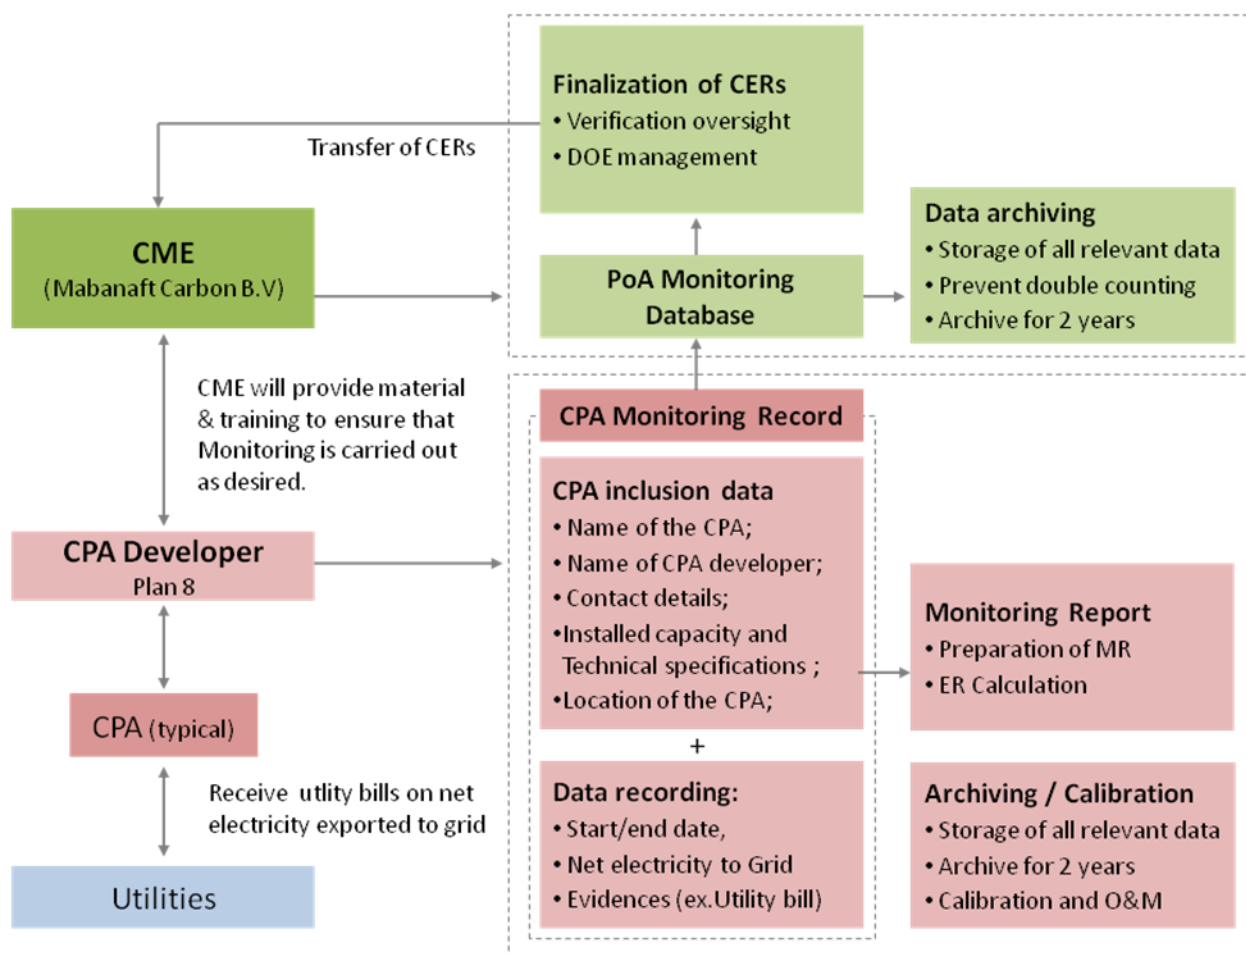 Finalization of CERs
• Verification oversight
• DOE management
Transfer of CERs
CME
(Mabanaft Carbon B.V)
PoA Monitoring
Database
Data archiving
• Storage of all relevant data
• Prevent double counting
• Archive for 2 years
CME will provide material
& training to ensure that
Monitoring is carried out
as desired.
CPA Monitoring Record
CPA inclusion data
• Name of the CPA;
• Name of CPA developer;
• Contact details;
• Installed capacity and
Technical specifications ;
• Location of the CPA;
+
Data recording:
• Start/end date,
• Net electricity to Grid
• Evidences (ex.Utility bill)
CPA Developer
Plan 8
CPA (typical)
Receive utlity bills on net
electricity exported to grid
Utilities
Monitoring Report
• Preparation of MR
• ER Calculation
Archiving / Calibration
• Storage of all relevant data
• Archive for 2 years
• Calibration and O&M